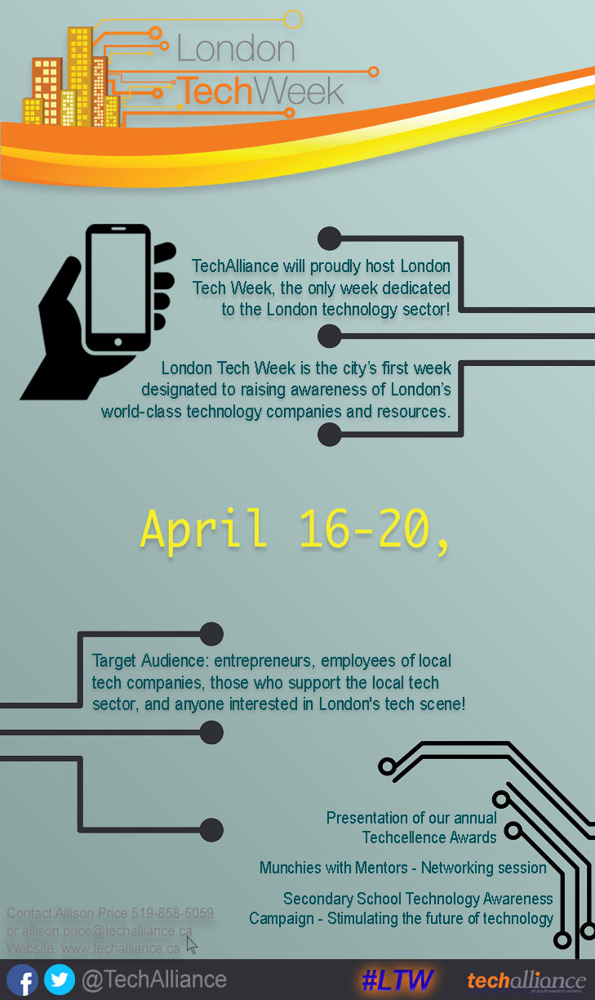 London
TechWeek
TechAlliance will proudly host London
Tech Week, the only week dedicated
to the London technology sector!
London Tech Week is the city’s first week
designated to raising awareness of London’s
world-class technology companies and resources.
April 16-20,
Target Audience: entrepreneurs, employees of local
tech companies, those who support the local tech
sector, and anyone interested in London's tech scene!
Presentation of our annual
Techcellence Awards
Munchies with Mentors - Networking session
Secondary School Technology Awareness
Campaign - Stimulating the future of technology
Contact Allison Price 519-858-5059
or allison.price@techalliance.ca
Website: www.techalliance.ca
@TechAlliance
#LTW
techalliance
of southwestern ontario